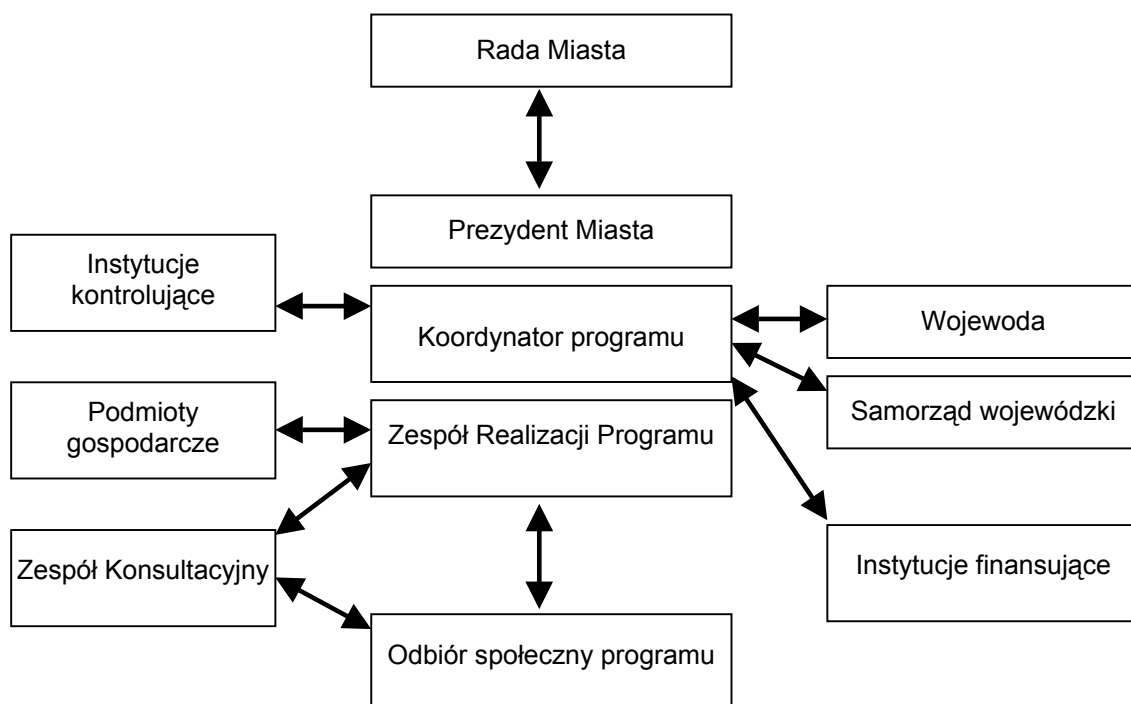 Rada Miasta
Prezydent Miasta
Instytucje
kontrolujące
Koordynator programu
Wojewoda
Samorząd wojewódzki
Podmioty
gospodarcze
Zespół Realizacji Programu
Zespół Konsultacyjny
Instytucje finansujące
Odbiór społeczny programu